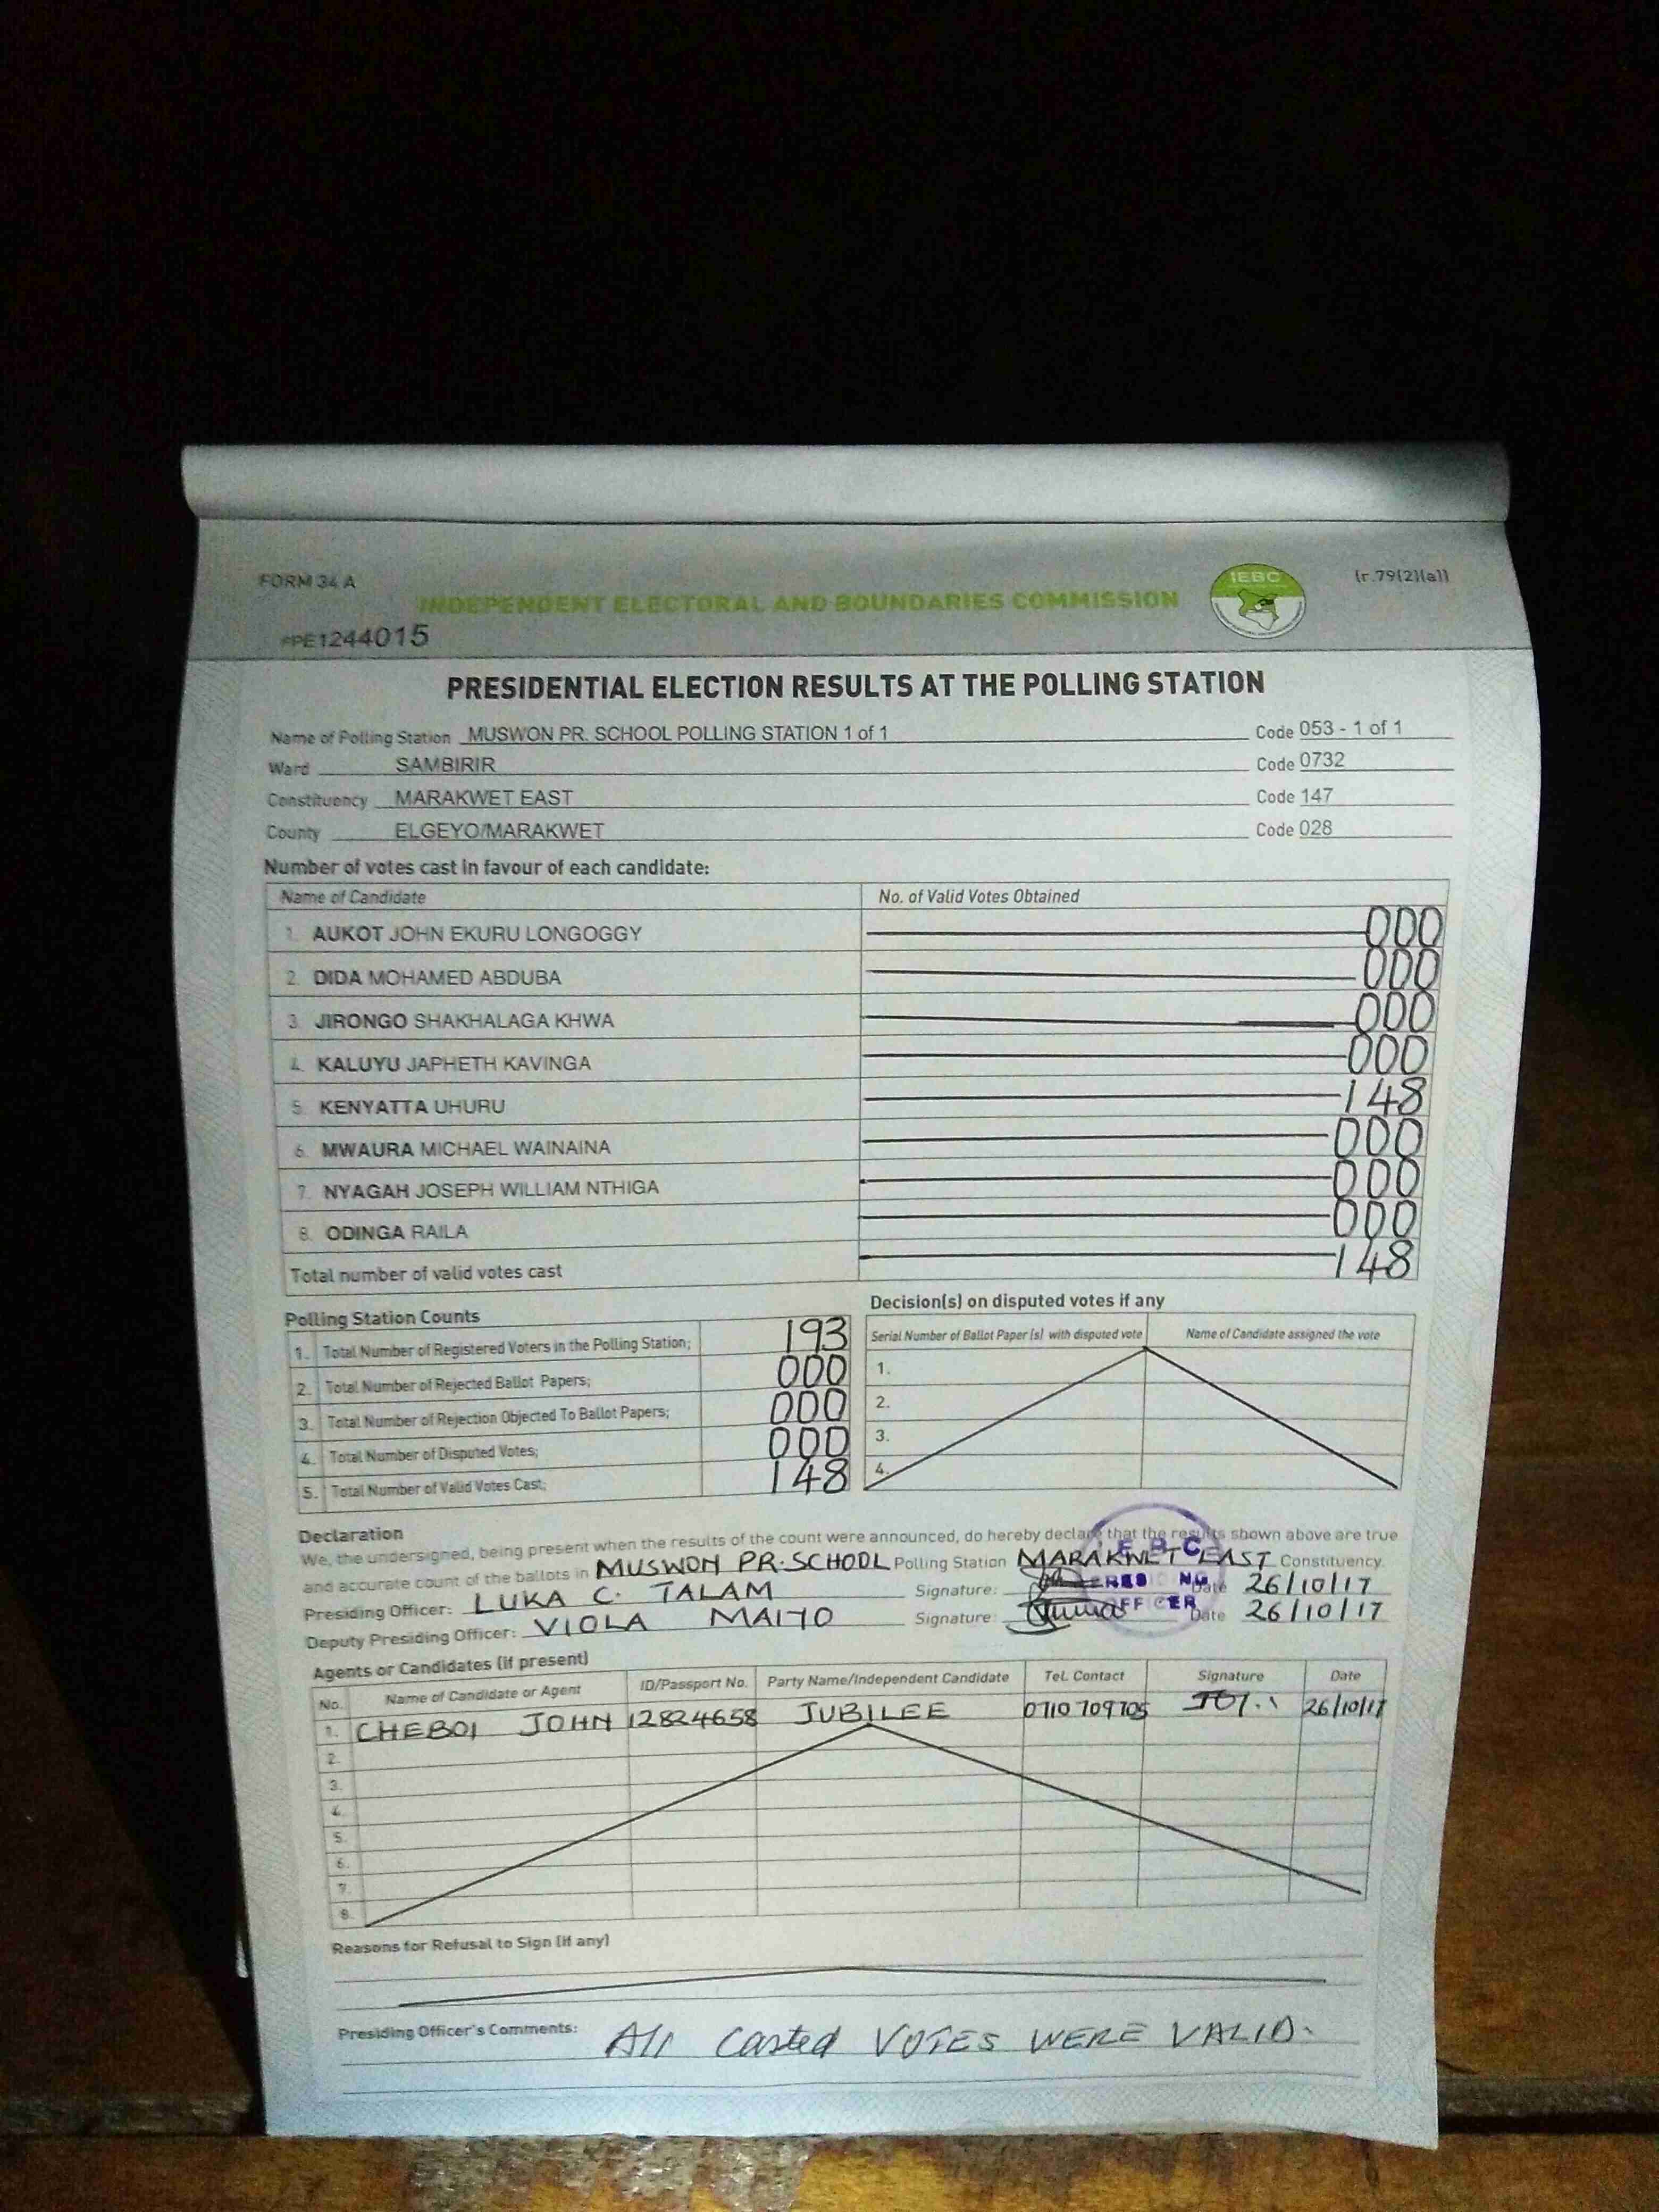 FORM 34 A
IEBC
(r.79(2)(a))
INDEPENDENT ELECTORAL AND BOUNDARIES COMMISSION
#PE1244015
PRESIDENTIAL ELECTION RESULTS AT THE POLLING STATION
Name of Polling Station MUSWON PR. SCHOOL POLLING STATION 1 of 1 Code 053 - 1 of 1
Ward SAMBIRIR Code 0732
Constituency MARAKWET EAST Code 147
County ELGEYO/MARAKWET Code 028
Number of votes cast in favour of each candidate:
Name of Candidate No. of Valid Votes Obtained
1. AUKOT JOHN EKURU LONGOGGY 000
2. DIDA MOHAMED ABDUBA 000
3. JIRONGO SHAKHALAGA KHWA 000
4. KALUYU JAPHETH KAVINGA 000
5. KENYATTA UHURU 148
6. MWAURA MICHAEL WAINAINA 000
7. NYAGAH JOSEPH WILLIAM NTHIGA 000
8. ODINGA RAILA 000
Total number of valid votes cast 148
Polling Station Counts
1. Total Number of Registered Voters in the Polling Station; 193
2. Total Number of Rejected Ballot Papers; 000
3. Total Number of Rejection Objected To Ballot Papers; 000
4. Total Number of Disputed Votes; 000
5. Total Number of Valid Votes Cast; 148
Decision(s) on disputed votes if any
Serial Number of Ballot Paper (s) with disputed vote Name of Candidate assigned the vote
1.
2.
3.
4.
Declaration
We, the undersigned, being present when the results of the count were announced, do hereby declare that the results shown above are true
and accurate count of the ballots in MUSWON PR.SCHOOL Polling Station MARAKWET EAST Constituency.
Presiding Officer: LUKA C. TALAM Signature: Date 26/10/17
Deputy Presiding Officer: VIOLA MAIYO Signature: Date 26/10/17
PRESIDING
OFFICER
Agents or Candidates (if present)
No. Name of Candidate or Agent ID/Passport No. Party Name/Independent Candidate Tel. Contact Signature Date
1. CHEBOI JOHN 12824658 JUBILEE 0710 709705 26/10/17
2.
3.
4.
5.
6.
7.
8.
Reasons for Refusal to Sign (if any)
Presiding Officer's Comments: All casted VOTES WERE VALID.